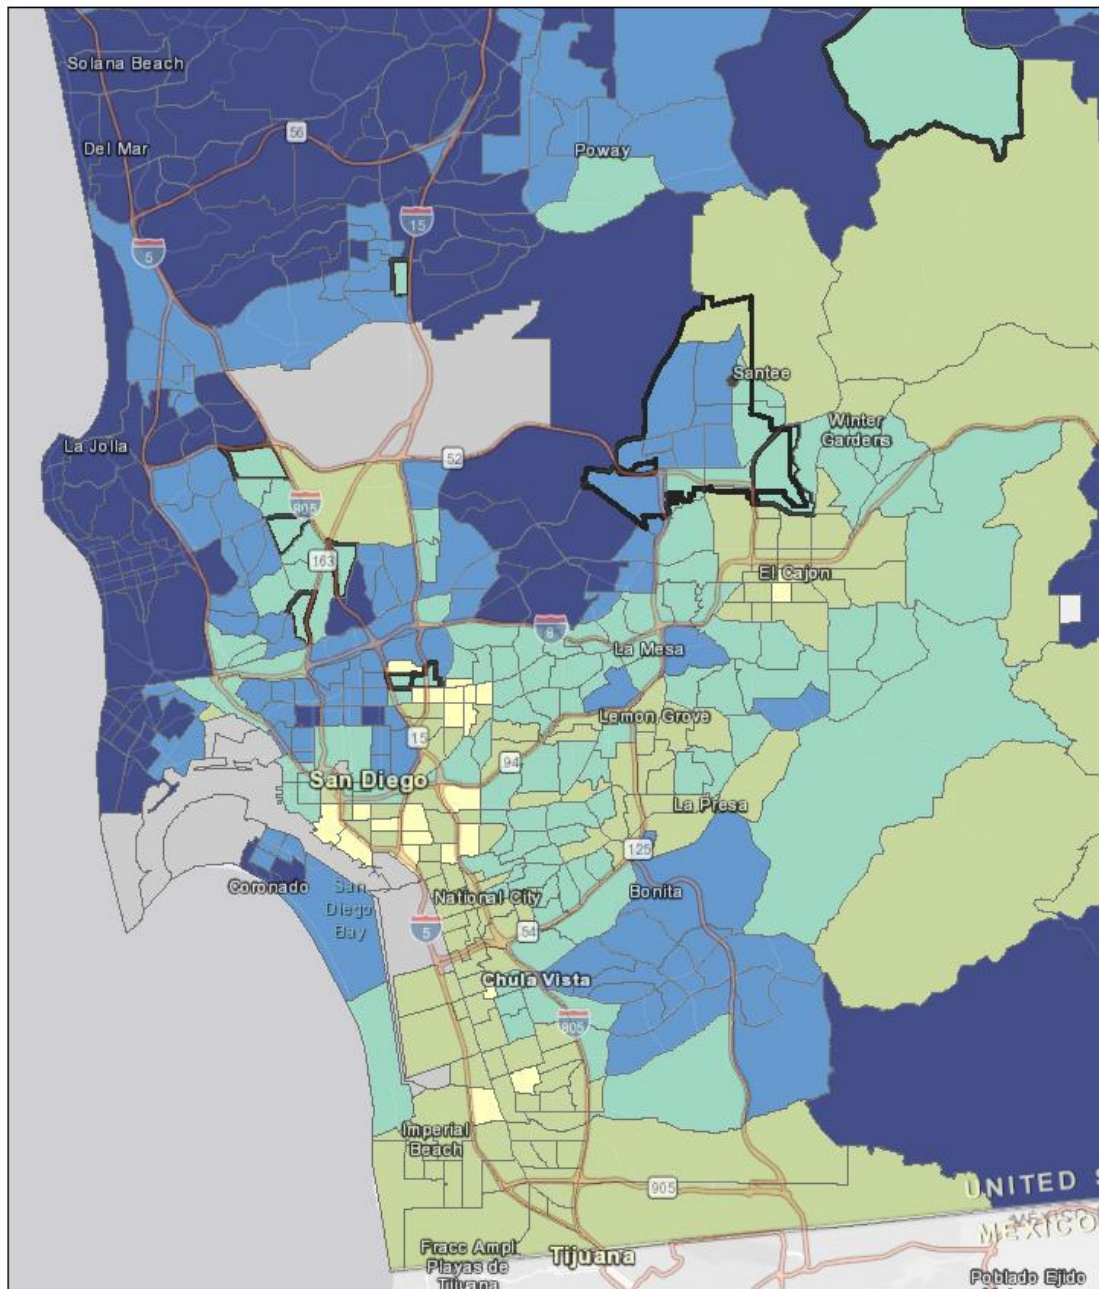 Solana Beach
56
Del Mar
Poway
15
5
Santee
La Jolla
Winter
Gardens
52
805
163
El Cajon
8
La Mesa
Lemon Grove
15
94
San Diego
La Presa
125
Coronado
San
Diego
Bay
National City
Bonita
5
54
Chula Vista
805
Imperial
Beach
905
UNITED S
MÉXICO
MEXICO
Fracc Ampl
Playas de
Tijuana
Tijuana
Poblado Ejido